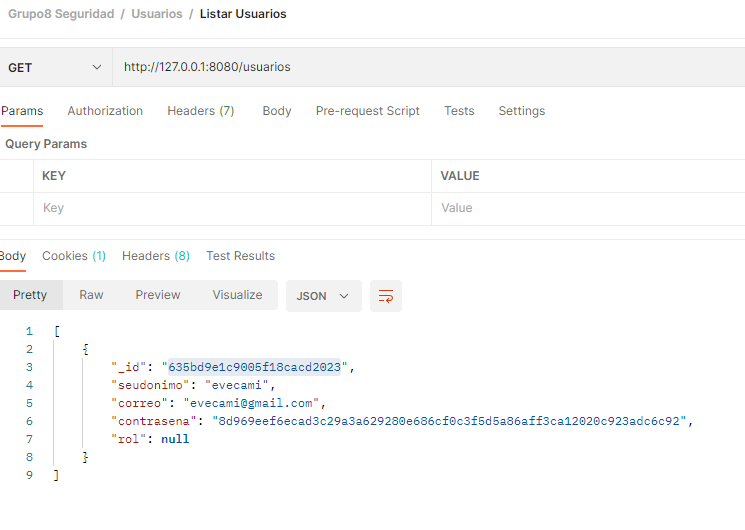 Grupo8 Seguridad / Usuarios / Listar Usuarios
GET http://127.0.0.1:8080/usuarios
Params Authorization Headers (7) Body Pre-request Script Tests Settings
Query Params
KEY VALUE
Key Value
Body Cookies (1) Headers (8) Test Results
Pretty Raw Preview Visualize JSON
1 [
2 {
3 "_id": "635bd9e1c9005f18cacd2023",
4 "seudonimo": "evecami",
5 "correo": "evecami@gmail.com",
6 "contrasena": "8d969eef6ecad3c29a3a629280e686cf0c3f5d5a86aff3ca12020c923adc6c92",
7 "rol": null
8 }
9 ]